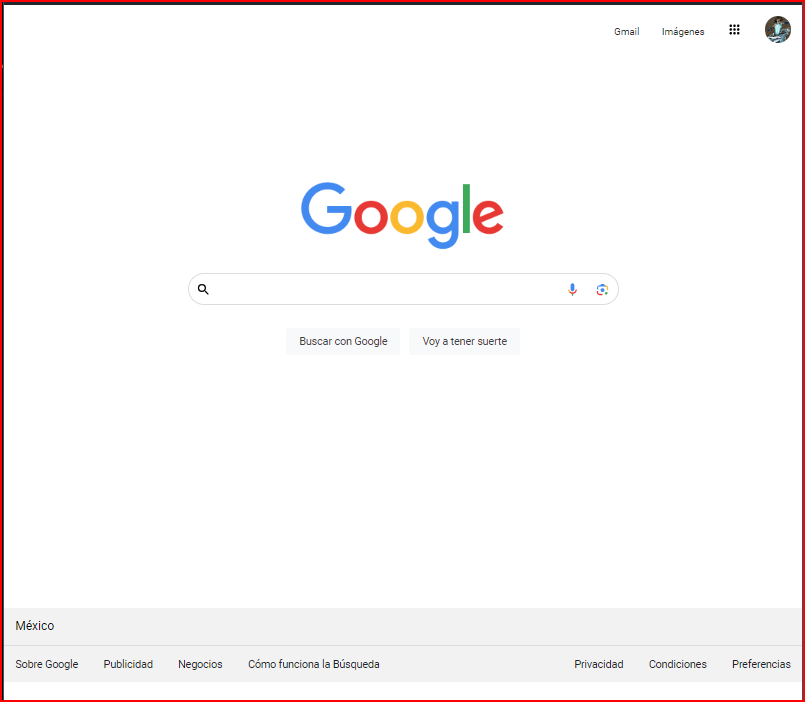 Gmail Imágenes
Google
Buscar con Google Voy a tener suerte
México
Sobre Google Publicidad Negocios Cómo funciona la Búsqueda Privacidad Condiciones Preferencias